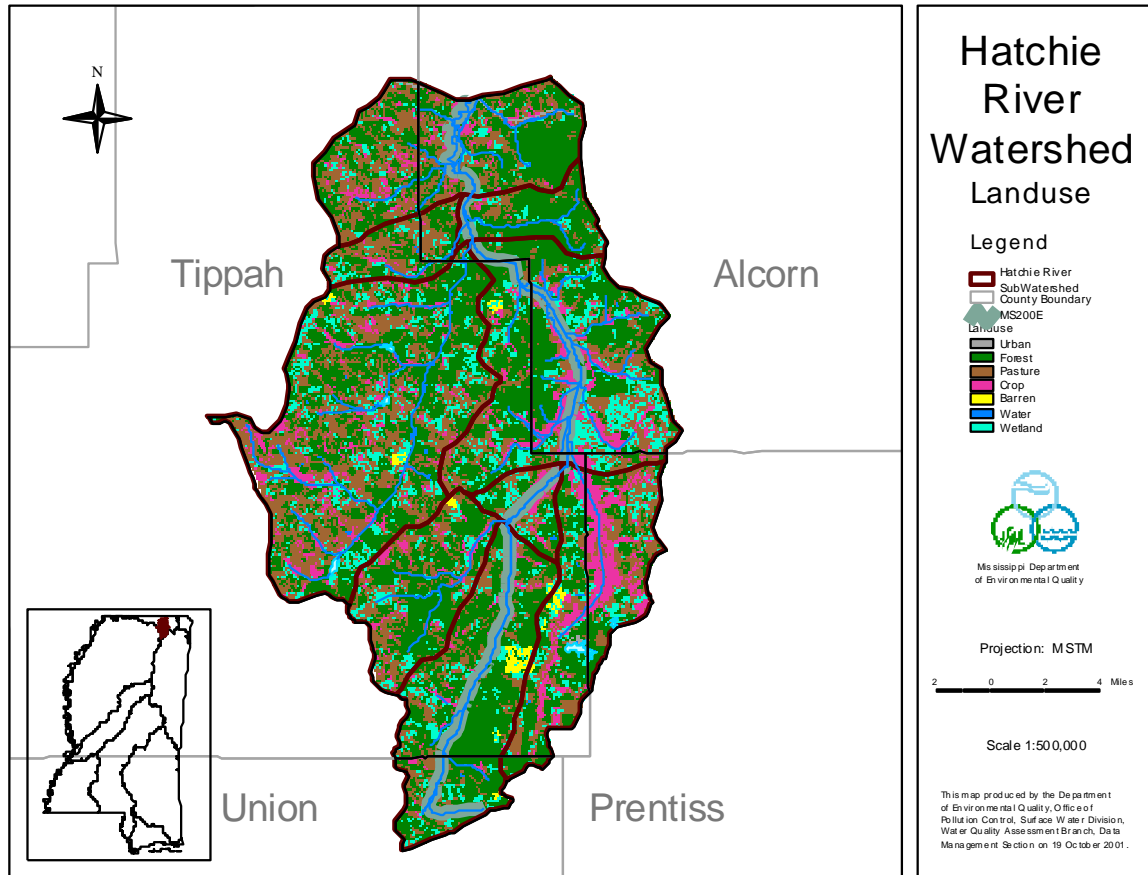 N
Tippah
Alcorn
Union
Prentiss
Hatchie
River
Watershed
Landuse
Legend
Hatchie River
SubWatershed
County Boundary
MS200E
Landuse
Urban
Forest
Pasture
Crop
Barren
Water
Wetland
Mississippi Department
of Environmental Quality
Projection: MSTM
2 0 2 4 Miles
Scale 1:500,000
This map produced by the Department
of Environmental Quality, Office of
Pollution Control, Surface Water Division,
Water Quality Assessment Branch, Data
Management Section on 19 October 2001.